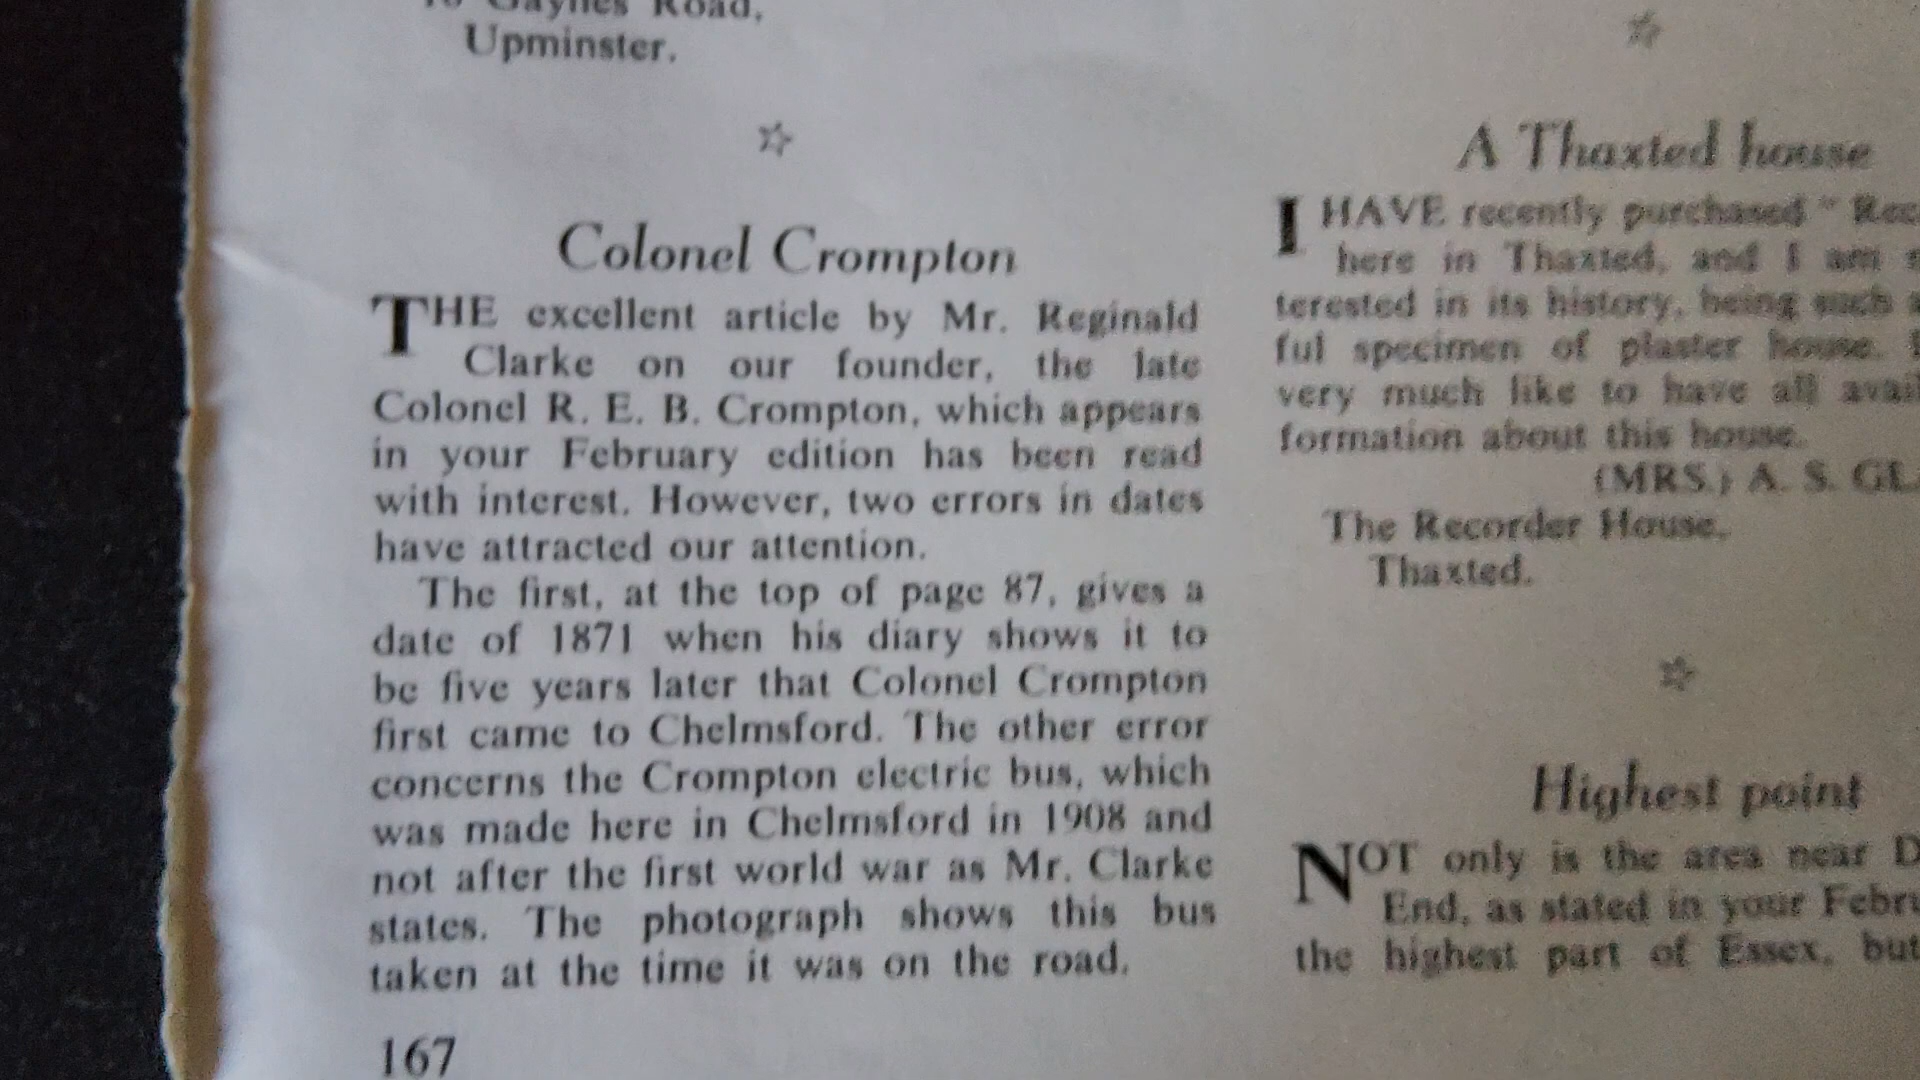 Gaynes Road,
Upminster.
Colonel Crompton
THE excellent article by Mr. Reginald
Clarke on our founder, the late
Colonel R. E. B. Crompton, which appears
in your February edition has been read
with interest. However, two errors in dates
have attracted our attention.
The first, at the top of page 87, gives a
date of 1871 when his diary shows it to
be five years later that Colonel Crompton
first came to Chelmsford. The other error
concerns the Crompton electric bus, which
was made here in Chelmsford in 1908 and
not after the first world war as Mr. Clarke
states. The photograph shows this bus
taken at the time it was on the road.
167
A Thaxted house
I HAVE recently purchased "
here in Thaxted, and I am
terested in its history, being such
ful specimen of plaster house.
very much like to have all
formation about this house.
(MRS.) A. S.
The Recorder House,
Thaxted.
Highest point
NOT only is the area near
End, as stated in your
the highest part of Essex, but